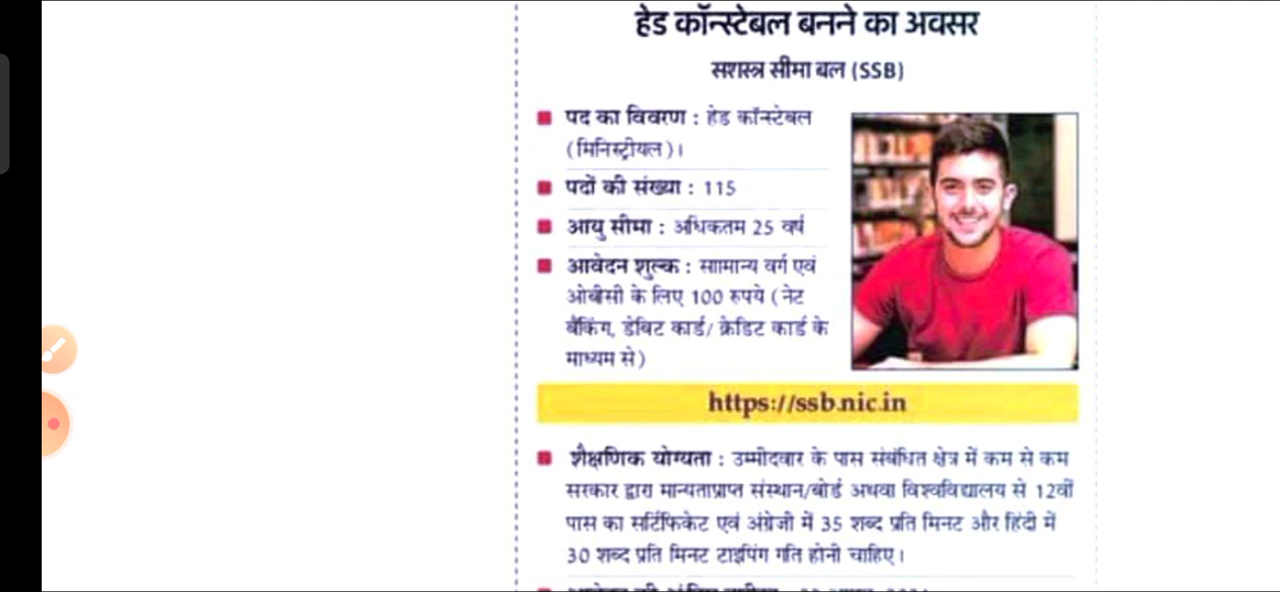 हेड कॉन्स्टेबल बनने का अवसर
सशस्त्र सीमा बल (SSB)
पद का विवरण : हेड कॉन्स्टेबल
(मिनिस्ट्रीयल)।
पदों की संख्या : 115
आयु सीमा : अधिकतम 25 वर्ष
आवेदन शुल्क : साामान्य वर्ग एवं
ओबीसी के लिए 100 रुपये (नेट
बैंकिंग, डेबिट कार्ड/ क्रेडिट कार्ड के
माध्यम से)
https://ssb.nic.in
शैक्षणिक योग्यता : उम्मीदवार के पास संबंधित क्षेत्र में कम से कम
सरकार द्वारा मान्यताप्राप्त संस्थान/बोर्ड अथवा विश्वविद्यालय से 12वीं
पास का सर्टिफिकेट एवं अंग्रेजी में 35 शब्द प्रति मिनट और हिंदी में
30 शब्द प्रति मिनट टाइपिंग गति होनी चाहिए।